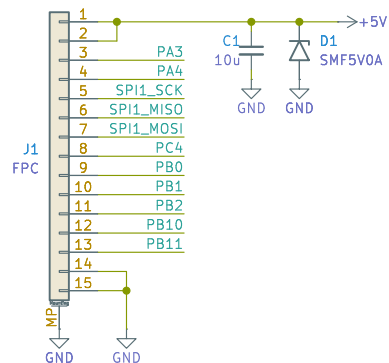 1
+5V
2
C1
D1
3
PA3
10u
SMF5V0A
4
PA4
5
SPI1_SCK
GND
GND
6
SPI1_MISO
7
SPI1_MOSI
J1
8
PC4
FPC
9
PB0
10
PB1
11
PB2
12
PB10
13
PB11
14
15
MP
GND
GND